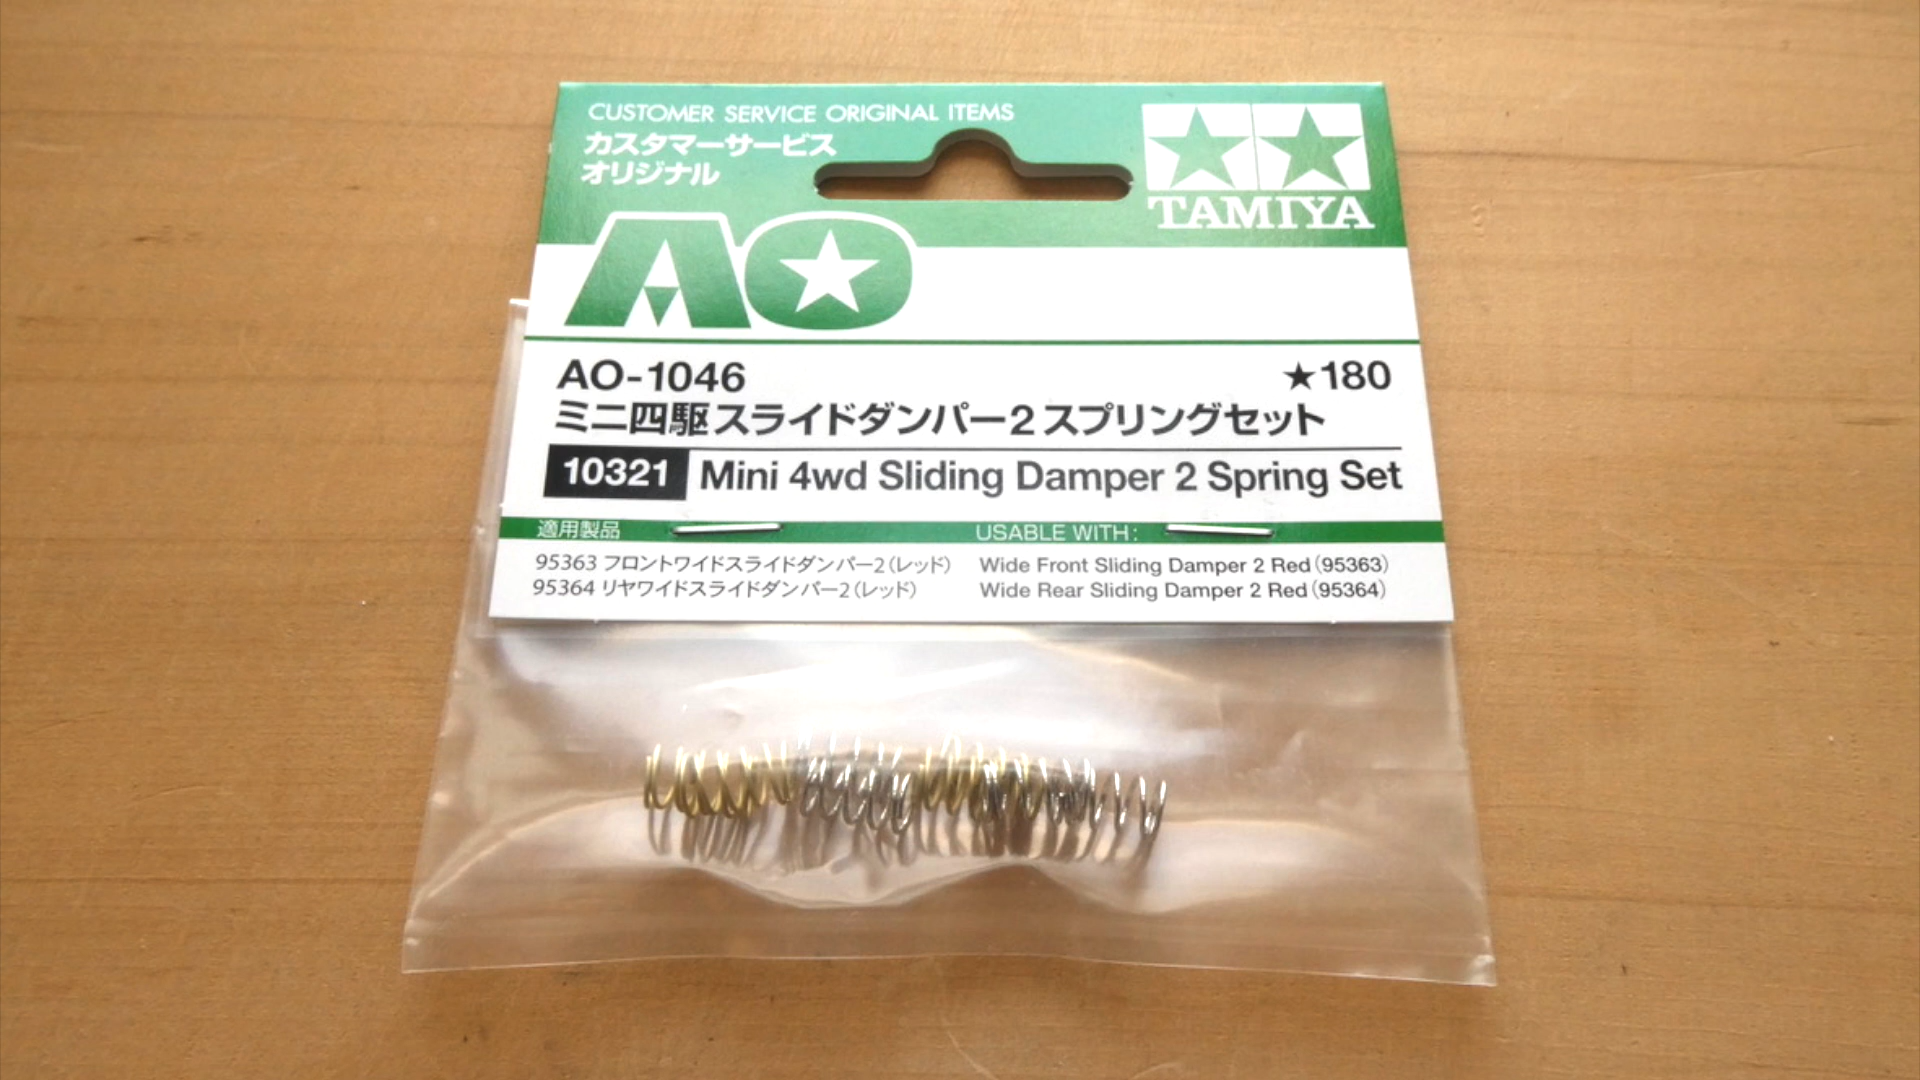 CUSTOMER SERVICE ORIGINAL ITEMS
カスタマーサービス
オリジナル
TAMIYA
AO
AO-1046 ★180
ミニ四駆スライドダンパー2スプリングセット
10321 Mini 4wd Sliding Damper 2 Spring Set
適用製品 USABLE WITH:
95363 フロントワイドスライドダンパー2(レッド) Wide Front Sliding Damper 2 Red(95363)
95364 リヤワイドスライドダンパー2(レッド) Wide Rear Sliding Damper 2 Red(95364)